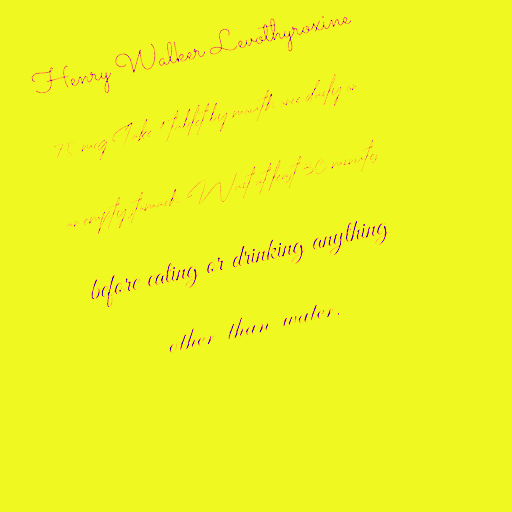 Henry Walker Levothyroxine
mcg Take 1 tablet by mouth once daily on
an empty stomach. Wait at least 30 minutes
before eating or drinking anything
other than water.